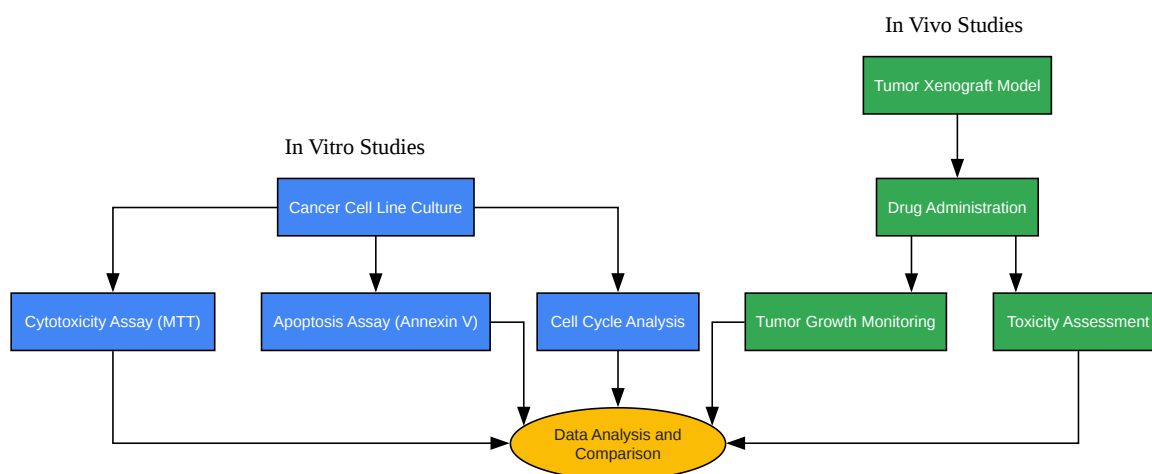 In Vivo Studies
Tumor Xenograft Model
In Vitro Studies
Cancer Cell Line Culture
Drug Administration
Cytotoxicity Assay (MTT)
Apoptosis Assay (Annexin V)
Cell Cycle Analysis
Tumor Growth Monitoring
Toxicity Assessment
Data Analysis and
Comparison